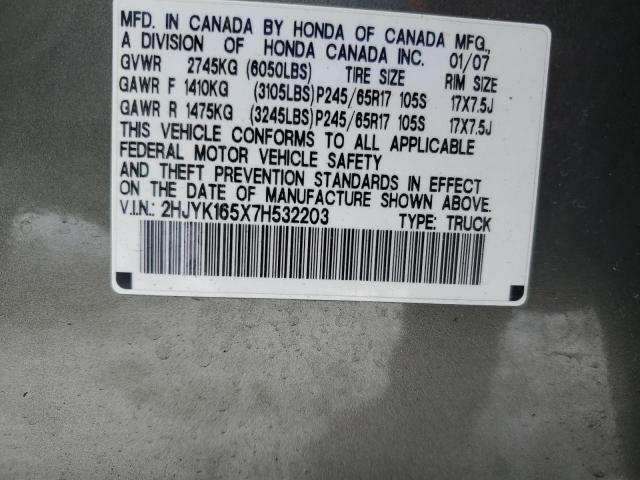 MFD. IN CANADA BY HONDA OF CANADA MFG.,
A DIVISION OF HONDA CANADA INC. 01/07
GVWR 2745KG (6050LBS) TIRE SIZE RIM SIZE
GAWR F 1410KG (3105LBS) P245/65R17 105S 17X7.5J
GAWR R 1475KG (3245LBS) P245/65R17 105S 17X7.5J
THIS VEHICLE CONFORMS TO ALL APPLICABLE
FEDERAL MOTOR VEHICLE SAFETY
AND THEFT PREVENTION STANDARDS IN EFFECT
ON THE DATE OF MANUFACTURE SHOWN ABOVE.
V.I.N.: 2HJYK165X7H532203 TYPE: TRUCK